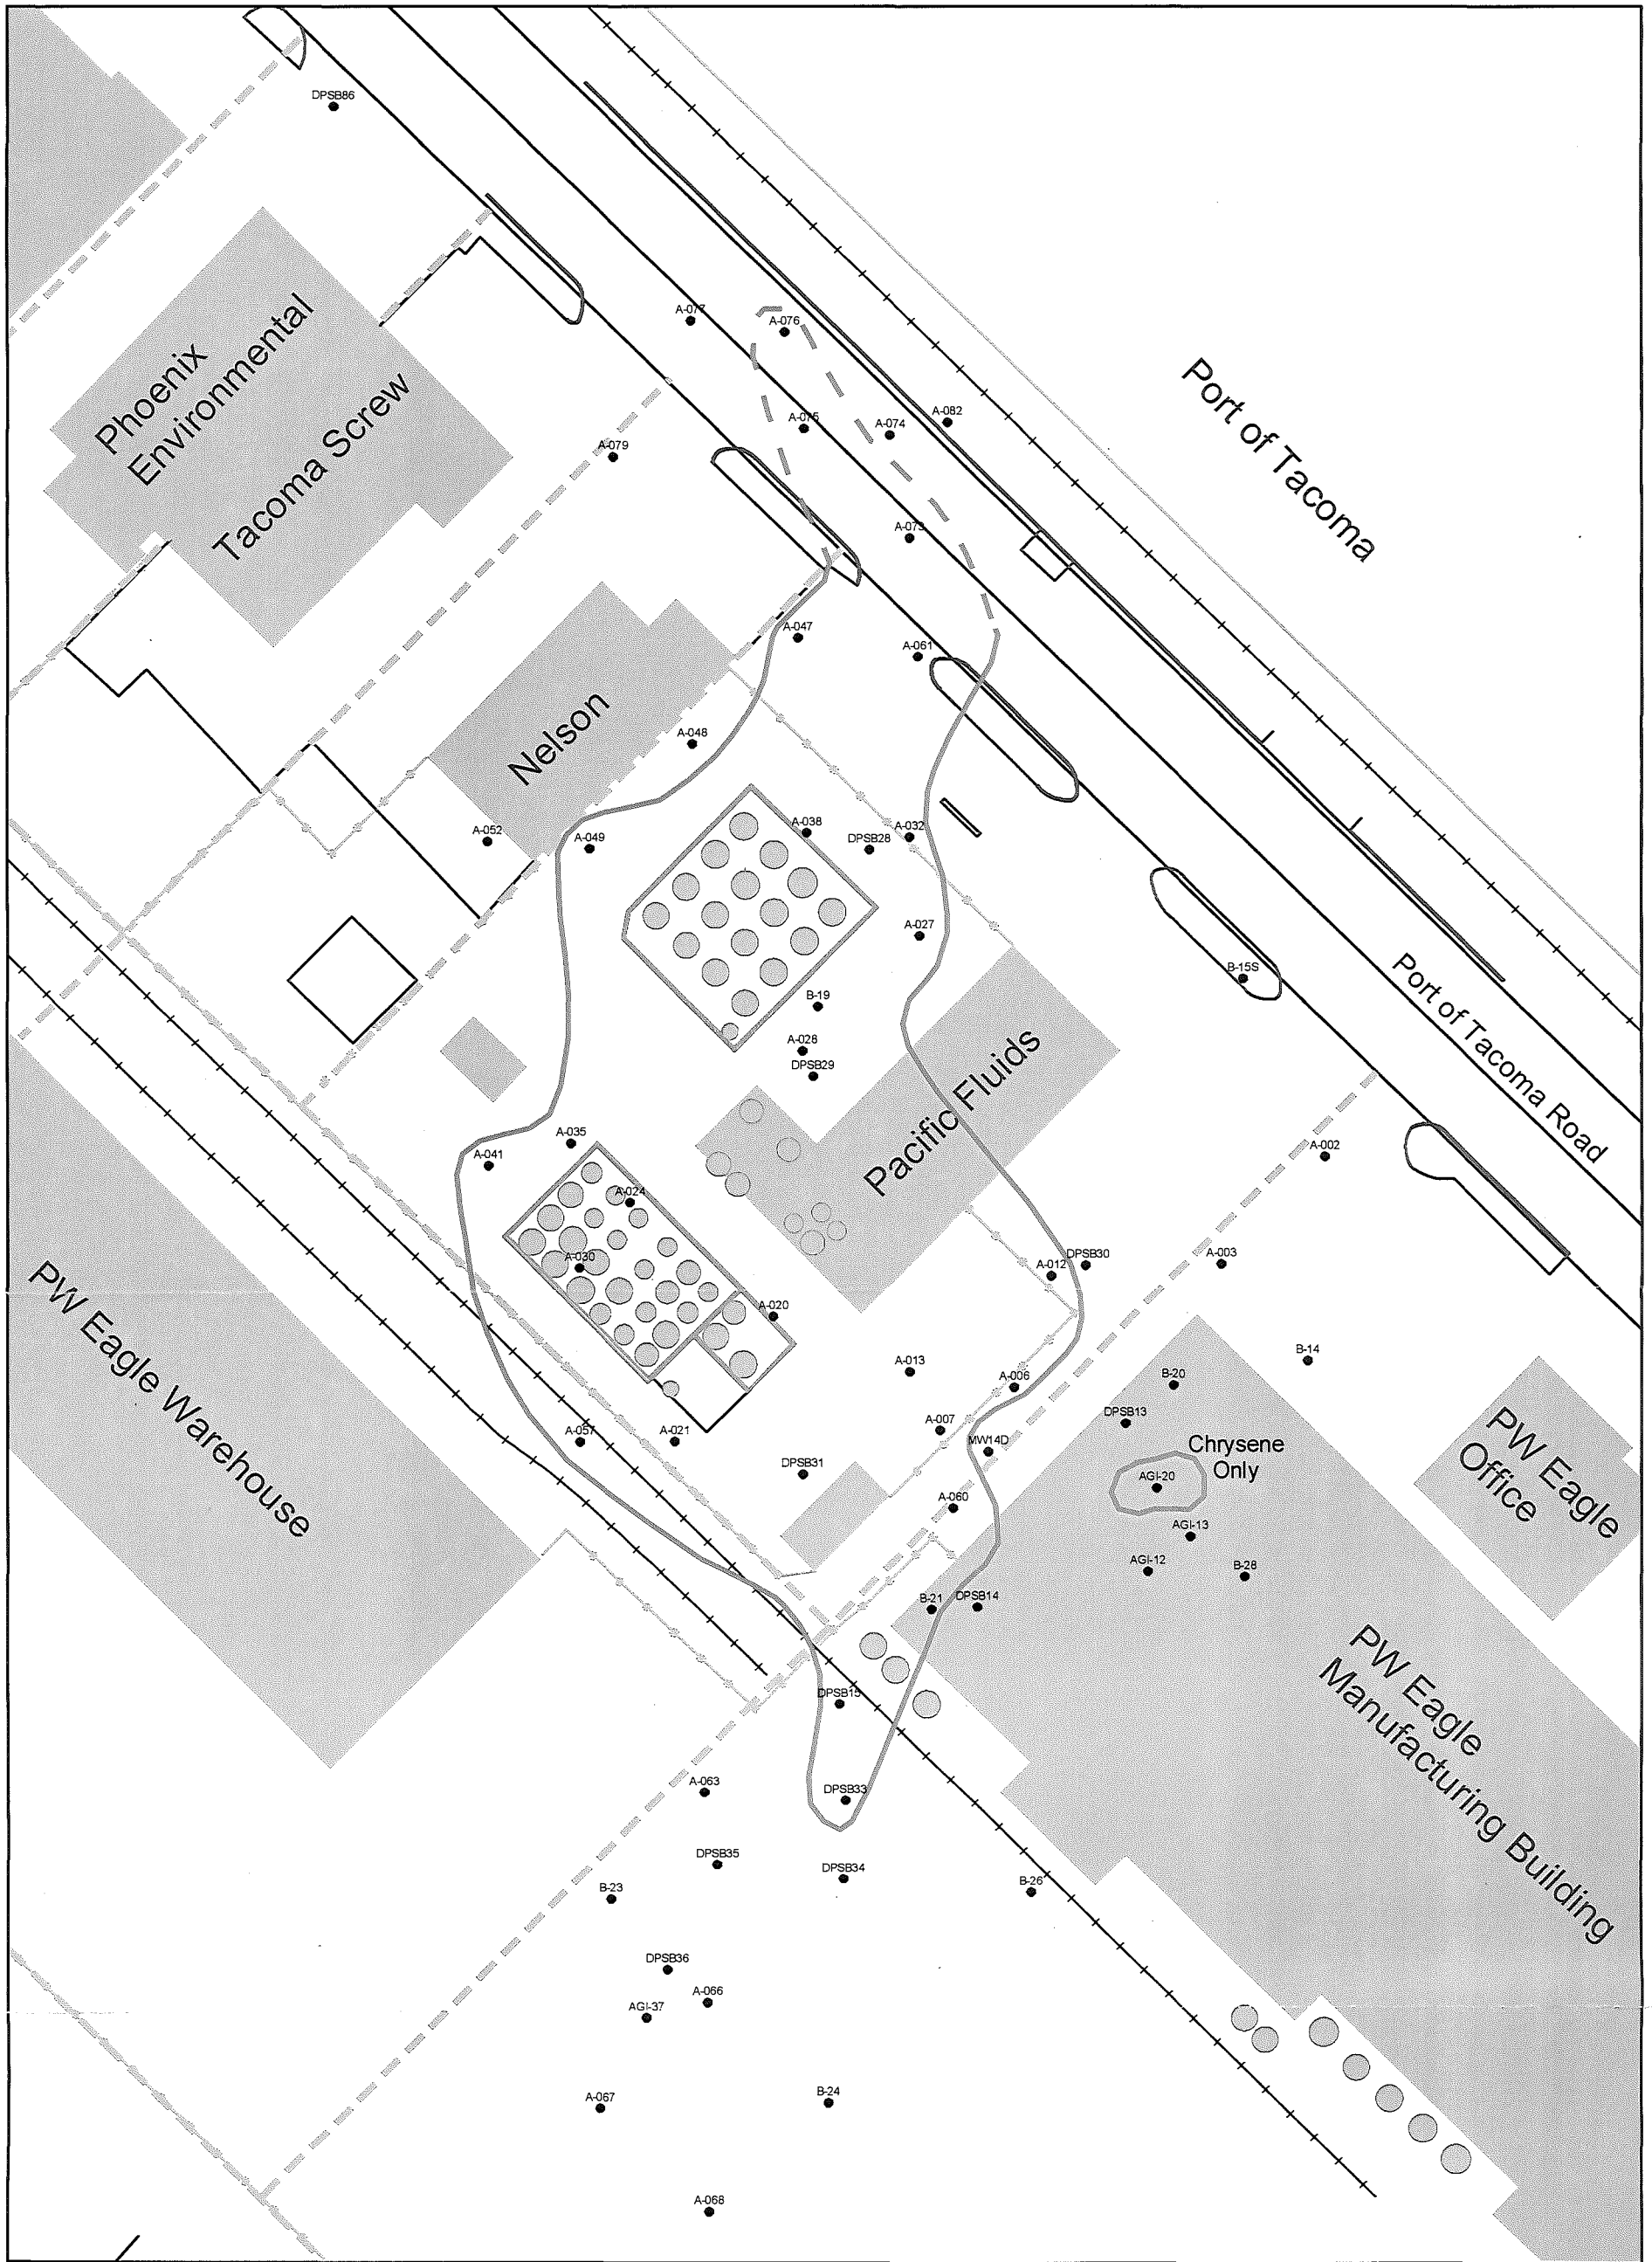 DPSB86
Phoenix
Environmental
Tacoma Screw
Port of Tacoma
A-077
A-076
A-075
A-074
A-082
A-079
A-073
A-047
A-061
Nelson
A-048
A-052
A-049
A-038
DPSB28
A-032
A-027
B-15S
Port of Tacoma Road
B-19
A-028
DPSB29
Pacific Fluids
A-035
A-041
A-024
A-002
A-030
A-012
DPSB30
A-003
A-020
PW Eagle Warehouse
A-013
A-006
B-14
B-20
A-007
DPSB13
A-057
A-021
MW14D
Chrysene
Only
PW Eagle
Office
DPSB31
AGI-20
A-060
AGI-13
AGI-12
B-28
B-21
DPSB14
PW Eagle
Manufacturing Building
DPSB15
A-063
DPSB33
DPSB35
DPSB34
B-23
B-26
DPSB36
A-066
AGI-37
A-067
B-24
A-068